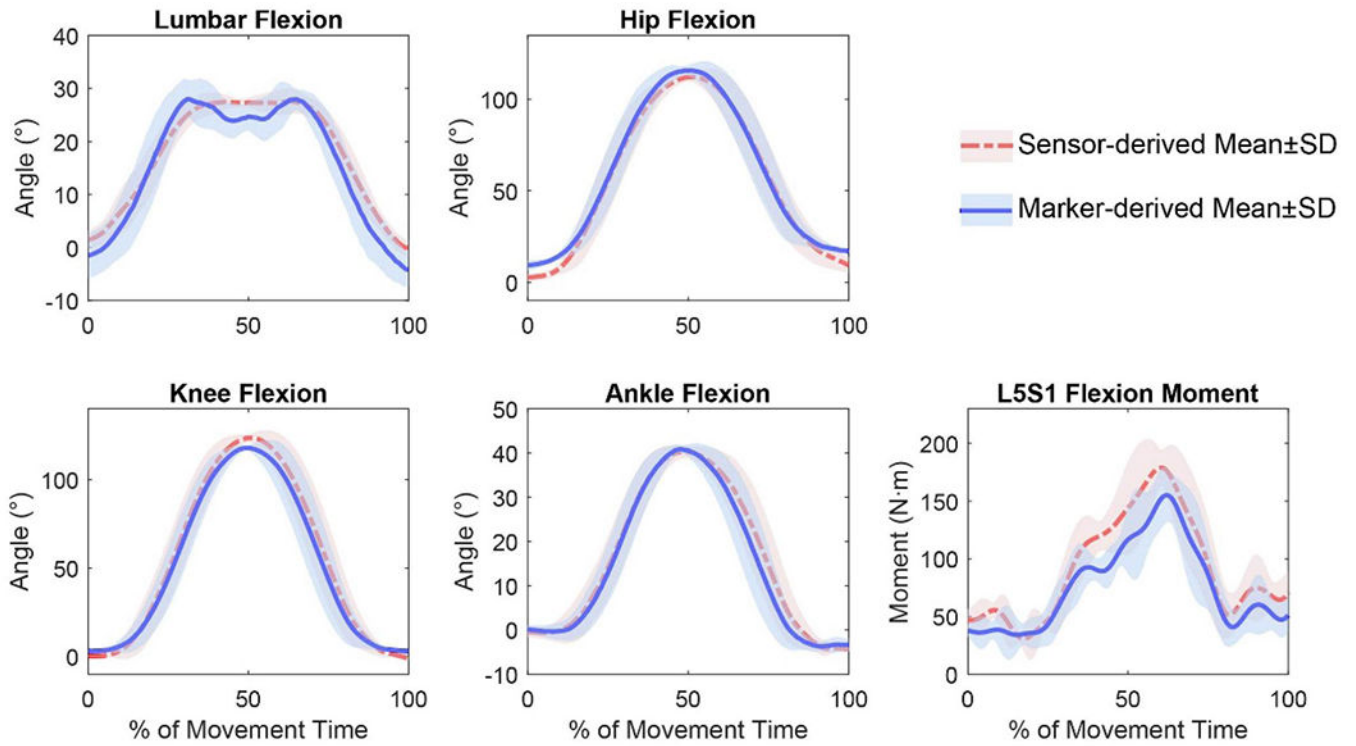 Lumbar Flexion
Angle (°)
40
30
20
10
0
-10
0 50 100
Hip Flexion
Angle (°)
100
50
0
0 50 100
Sensor-derived Mean±SD
Marker-derived Mean±SD
Knee Flexion
Angle (°)
100
50
0
0 50 100
% of Movement Time
Ankle Flexion
Angle (°)
50
40
30
20
10
0
-10
0 50 100
% of Movement Time
L5S1 Flexion Moment
Moment (N·m)
200
150
100
50
0
0 50 100
% of Movement Time